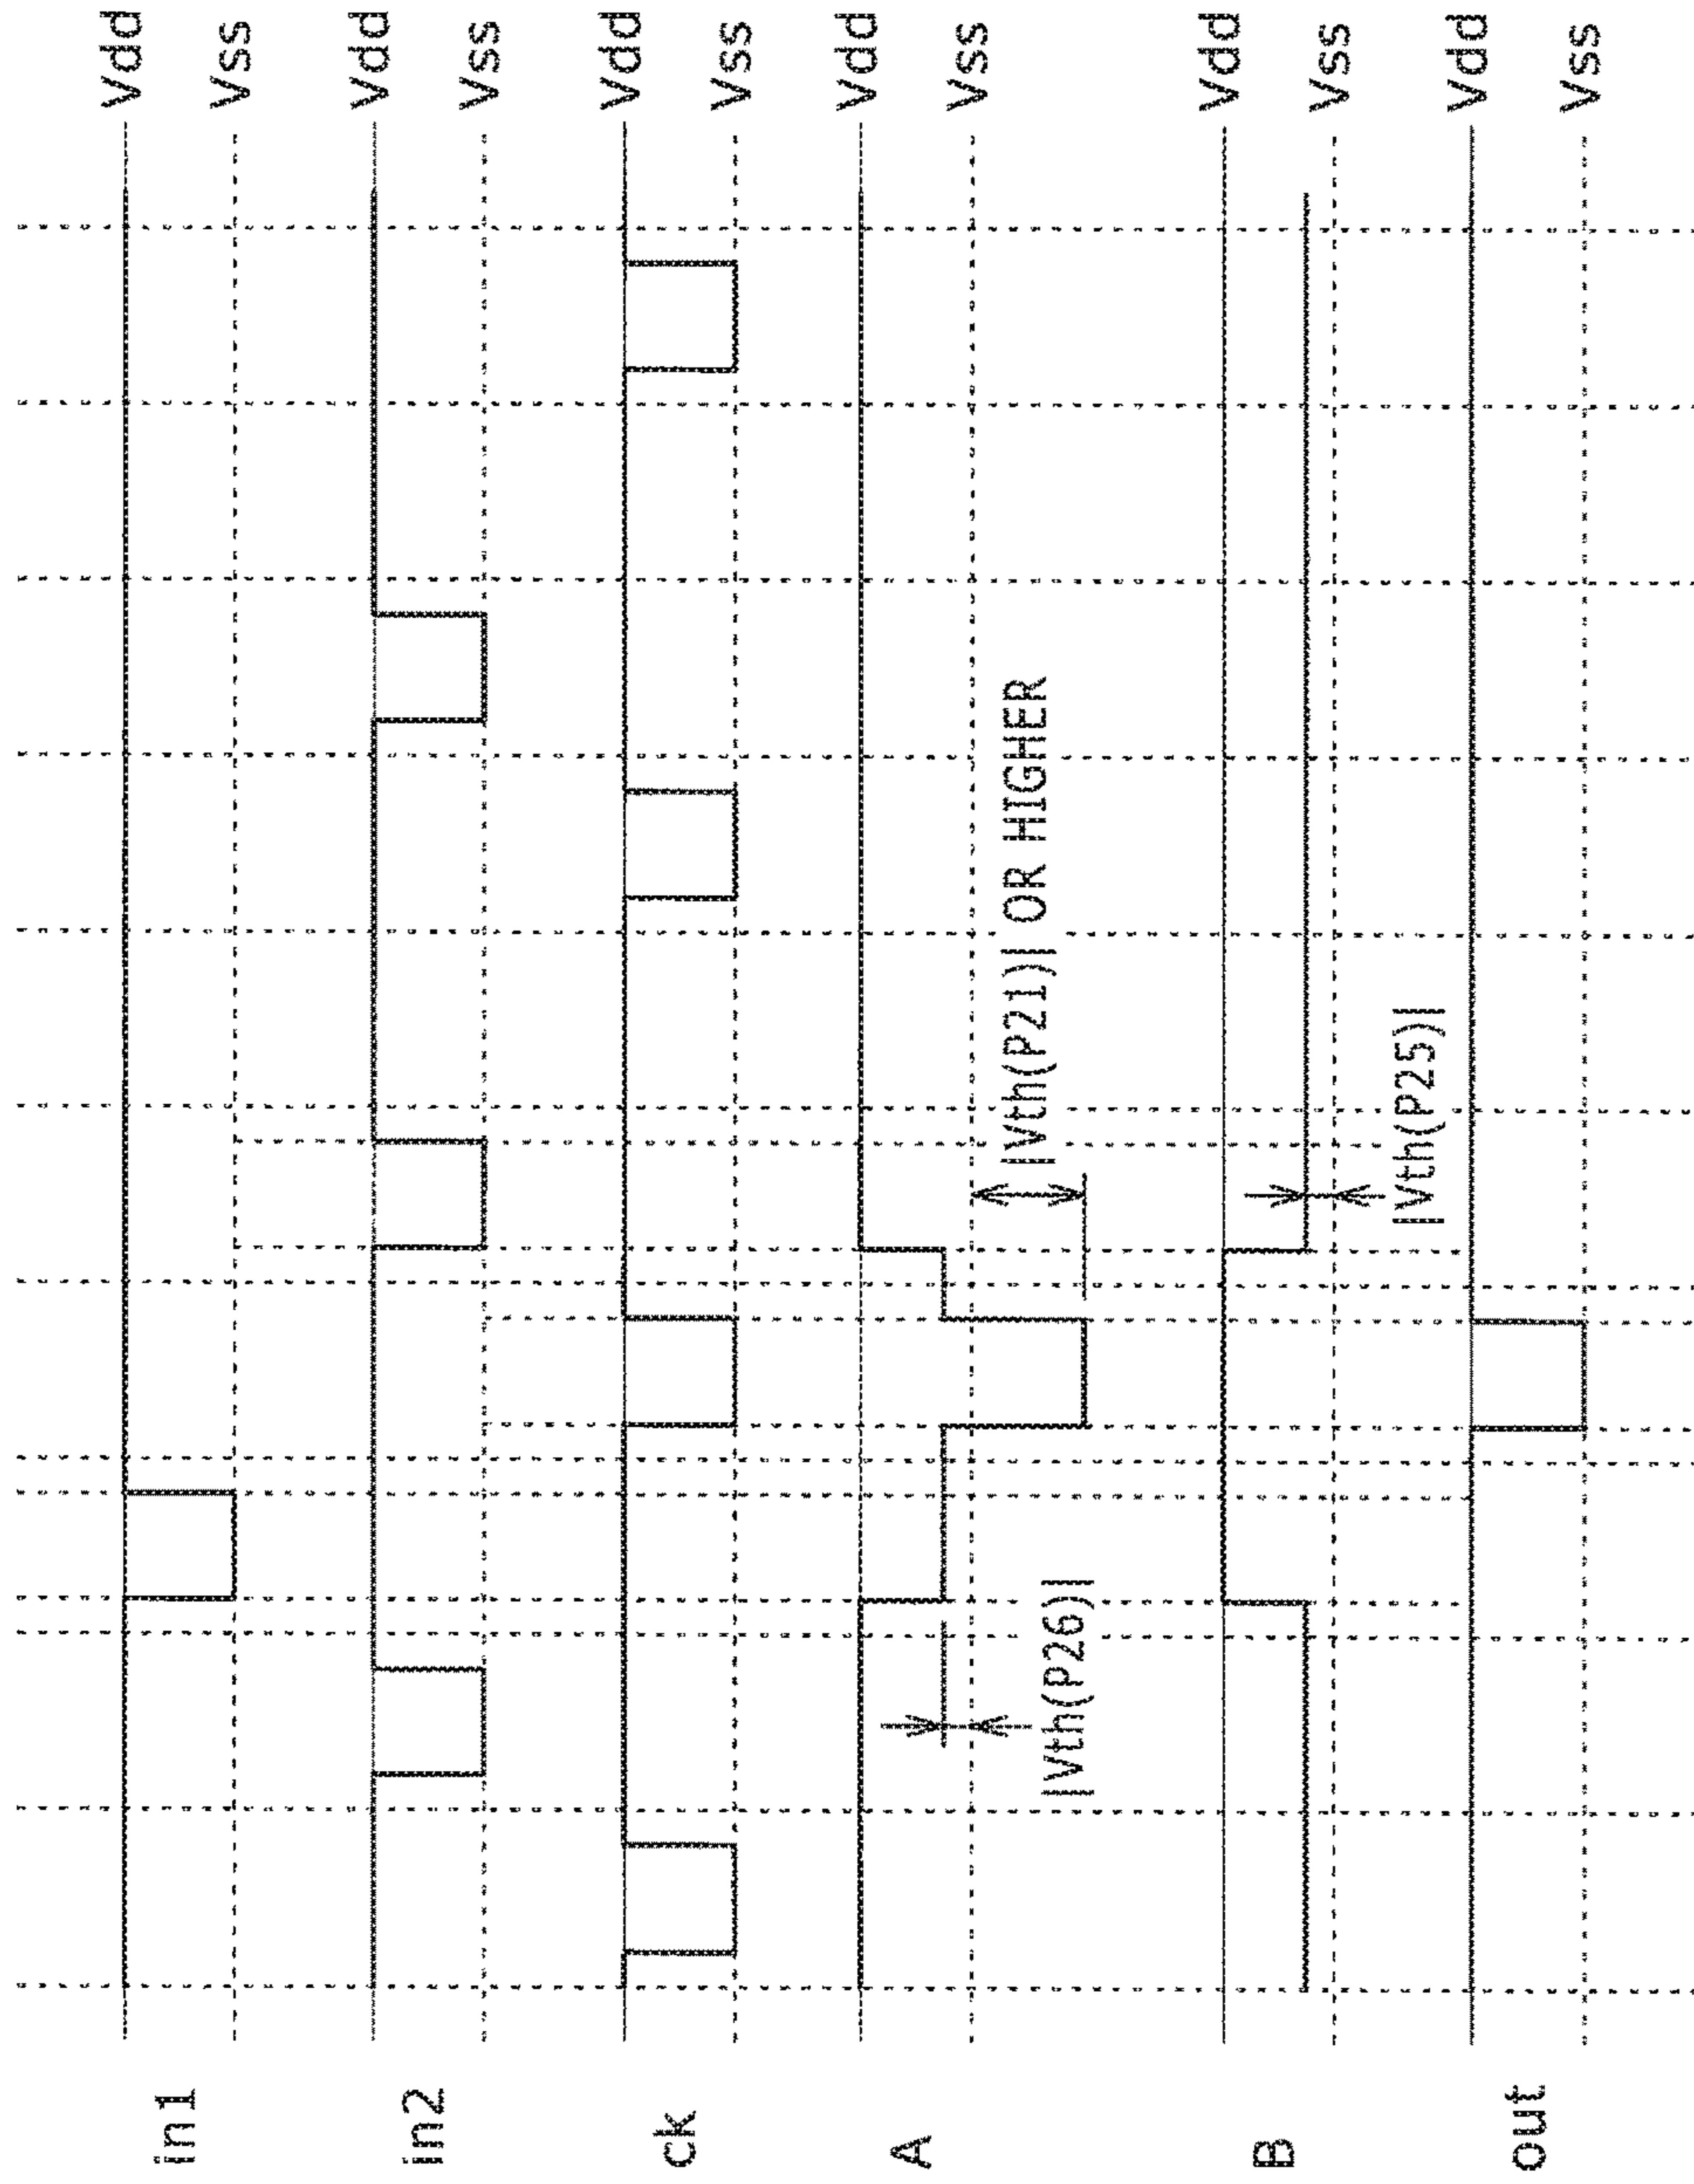 in1 Vdd
Vss
in2 Vdd
Vss
ck Vdd
Vss
A Vdd
Vss
|Vth(P26)| |Vth(P21)| OR HIGHER
B Vdd
Vss
|Vth(P25)|
out Vdd
Vss